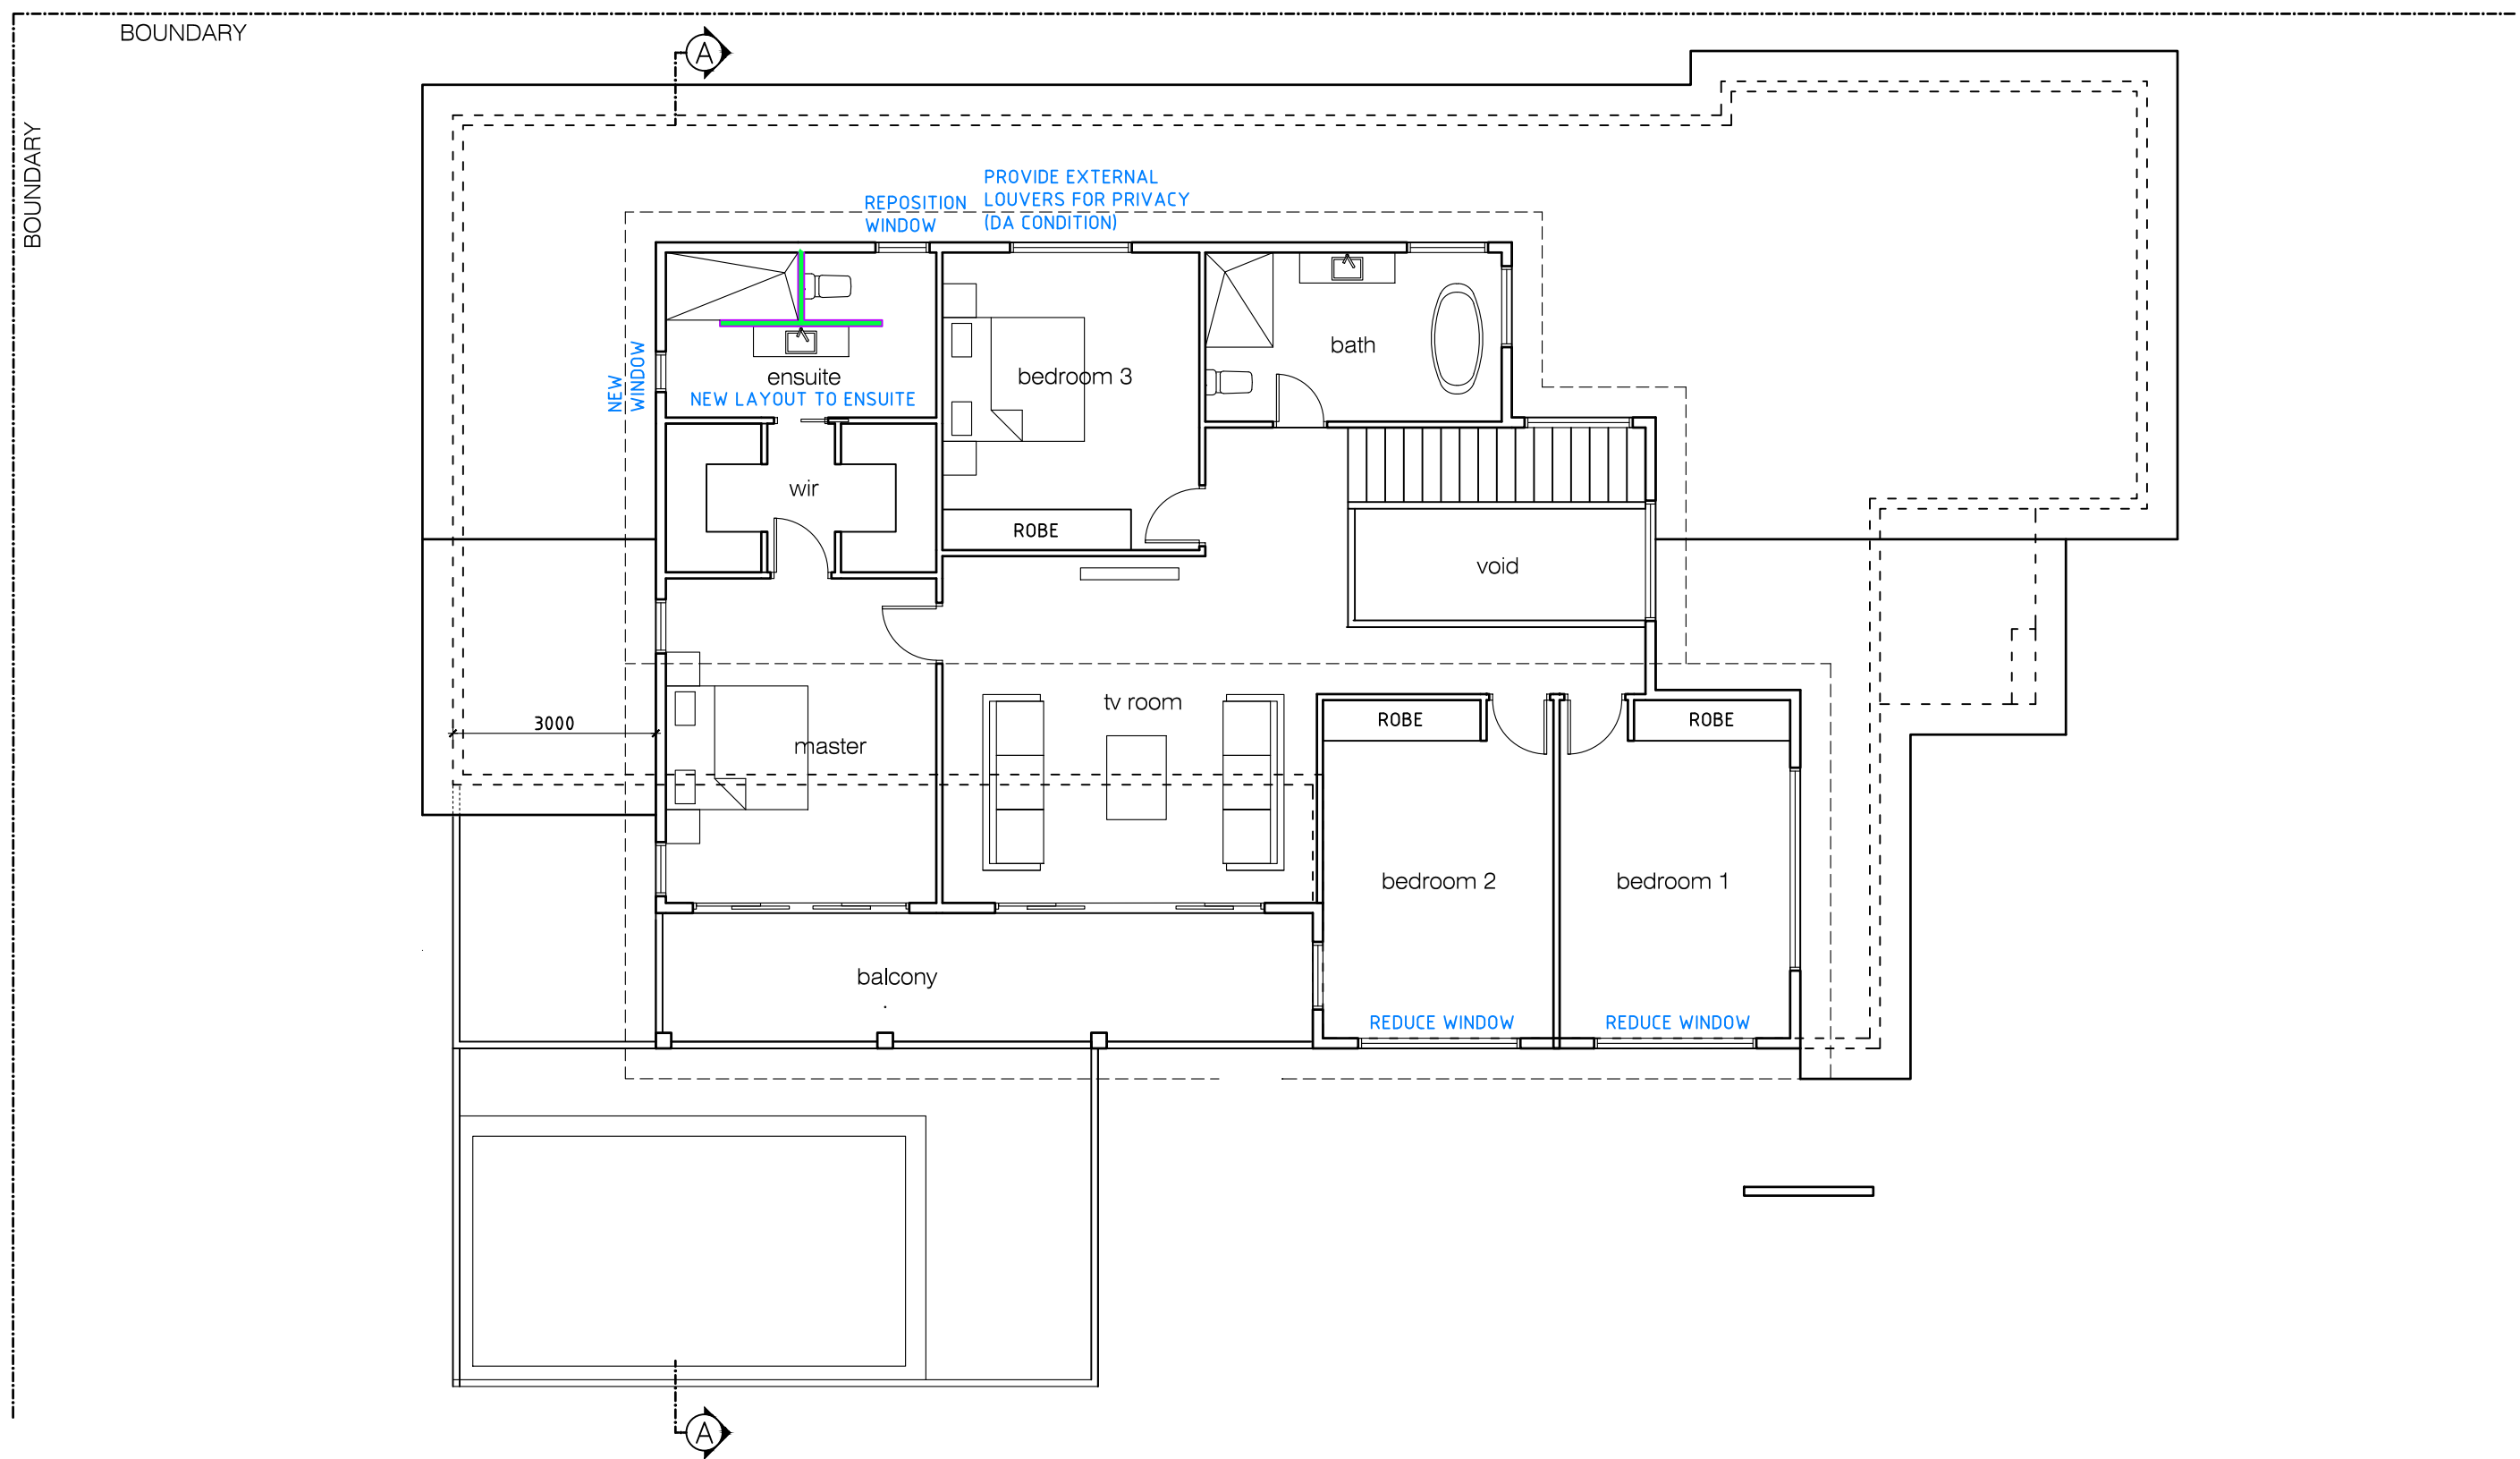 BOUNDARY
A
BOUNDARY
PROVIDE EXTERNAL
LOUVERS FOR PRIVACY
(DA CONDITION)
REPOSITION
WINDOW
NEW
WINDOW
ensuite
NEW LAYOUT TO ENSUITE
bedroom 3
bath
wir
ROBE
void
tv room
3000
master
ROBE
ROBE
bedroom 2
bedroom 1
balcony
REDUCE WINDOW
REDUCE WINDOW
A